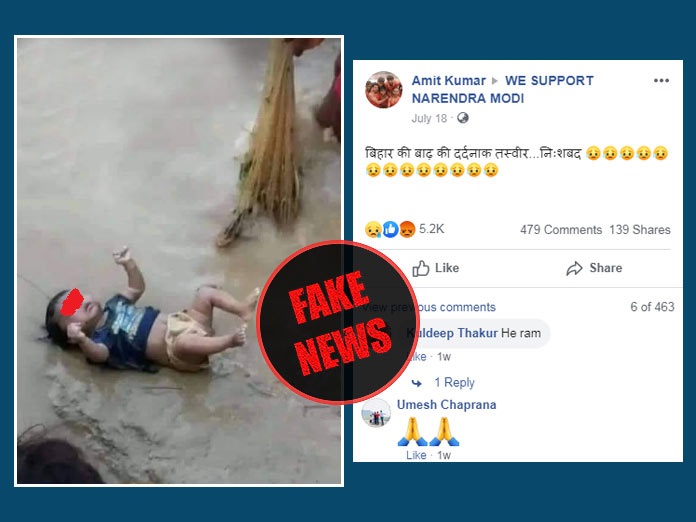 FAKE
NEWS
Amit Kumar ▸ WE SUPPORT
NARENDRA MODI
July 18 ·
बिहार की बाढ़ की दर्दनाक तस्वीर...निःशबद 😥😥😥😥😥
😥😥😥😥😥😥😥😥
5.2K 479 Comments 139 Shares
Like Share
View previous comments 6 of 463
Kuldeep Thakur He ram
Like · 1w
1 Reply
Umesh Chaprana
🙏🙏
Like · 1w